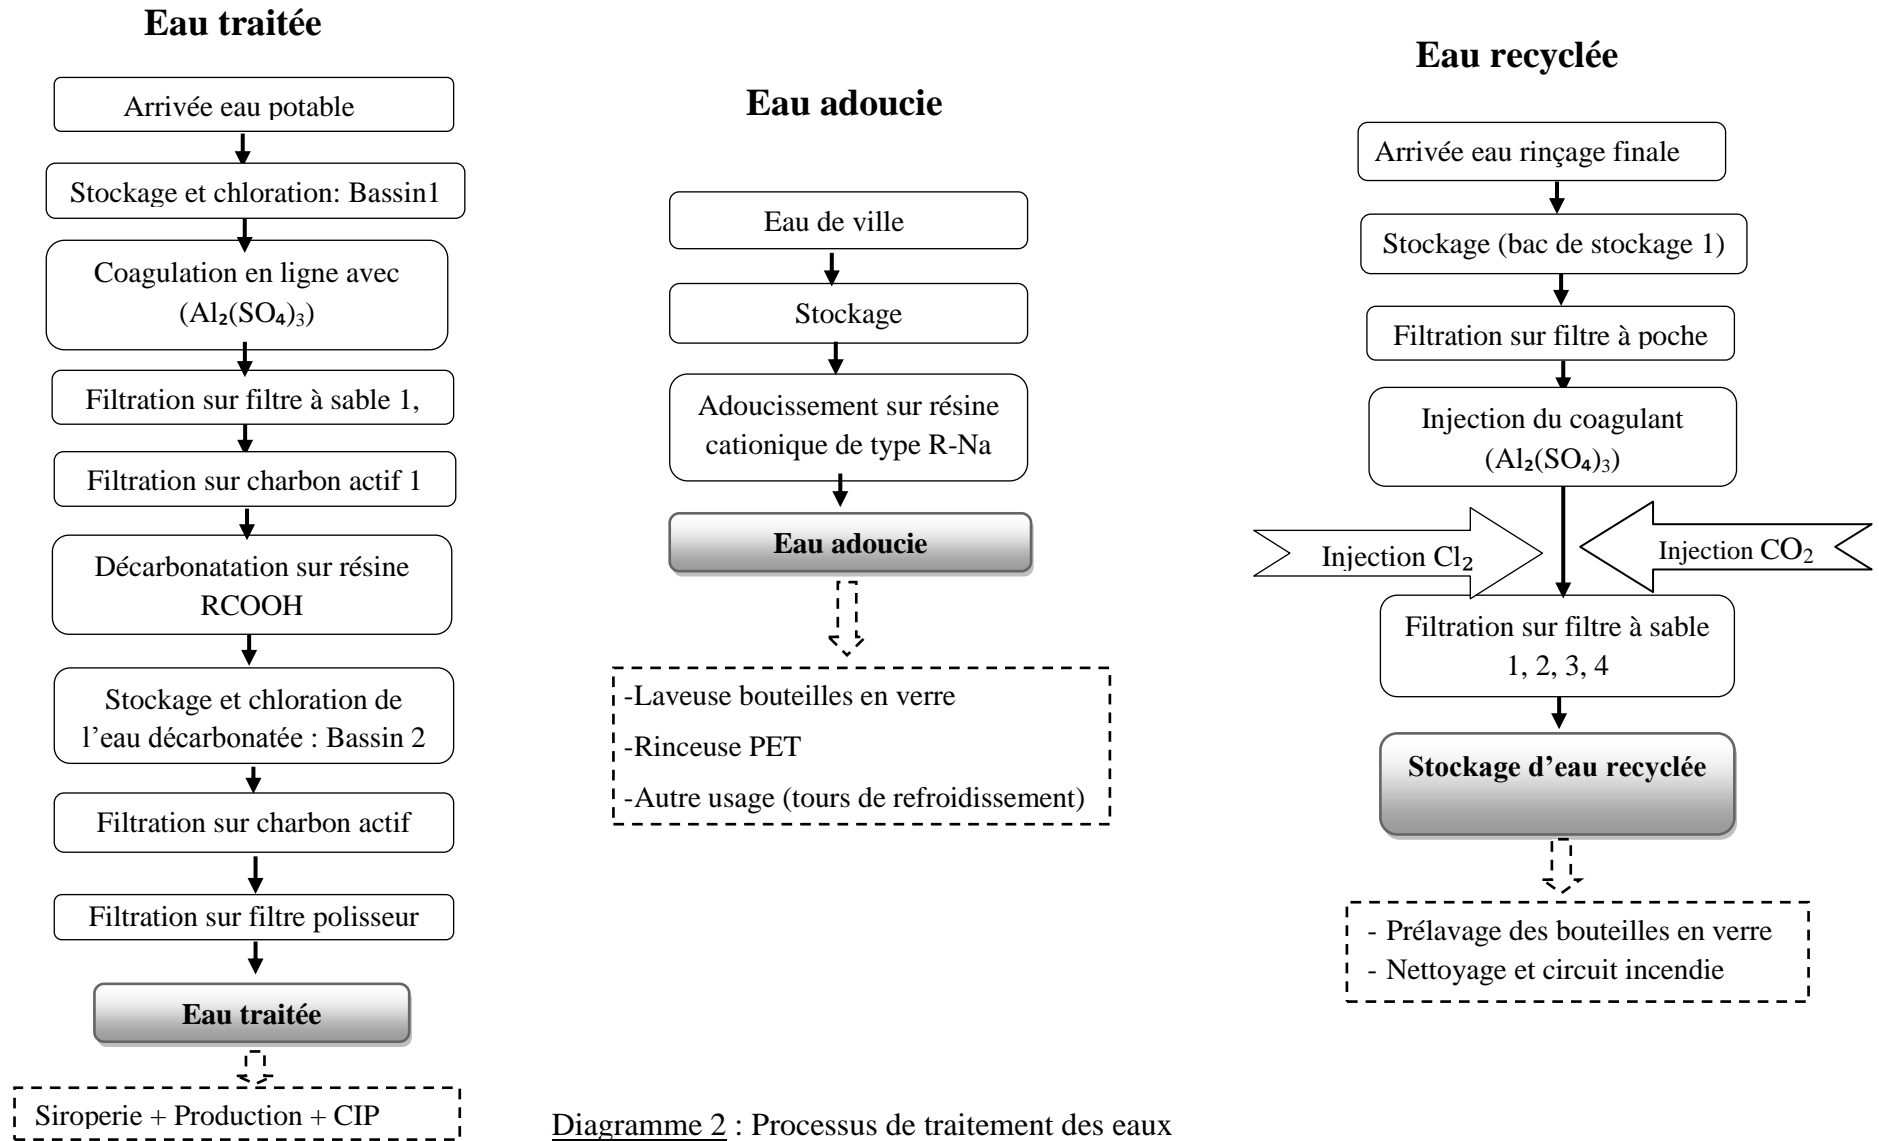 Eau traitée
Arrivée eau potable
Stockage et chloration: Bassin1
Coagulation en ligne avec
(Al₂(SO₄)₃)
Filtration sur filtre à sable 1,
Filtration sur charbon actif 1
Décarbonatation sur résine
RCOOH
Stockage et chloration de
l’eau décarbonatée : Bassin 2
Filtration sur charbon actif
Filtration sur filtre polisseur
Eau traitée
Siroperie + Production + CIP
Eau adoucie
Eau de ville
Stockage
Adoucissement sur résine
cationique de type R-Na
Eau adoucie
-Laveuse bouteilles en verre
-Rinceuse PET
-Autre usage (tours de refroidissement)
Eau recyclée
Arrivée eau rinçage finale
Stockage (bac de stockage 1)
Filtration sur filtre à poche
Injection du coagulant
(Al₂(SO₄)₃)
Injection Cl₂
Injection CO₂
Filtration sur filtre à sable
1, 2, 3, 4
Stockage d’eau recyclée
- Prélavage des bouteilles en verre
- Nettoyage et circuit incendie
Diagramme 2 : Processus de traitement des eaux